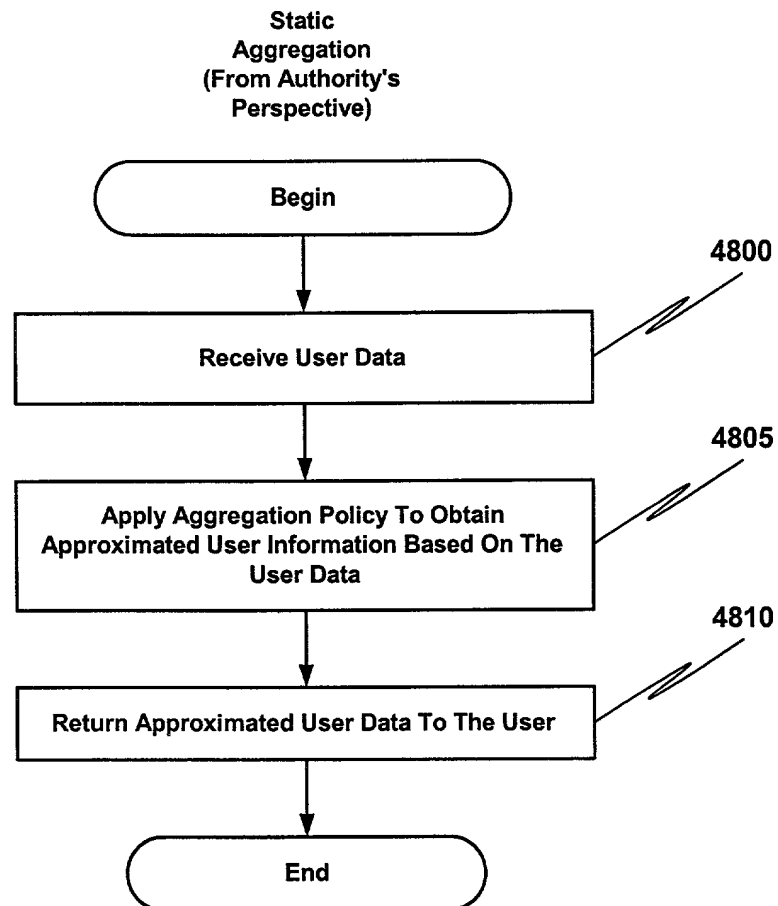 Static
Aggregation
(From Authority's
Perspective)
Begin
4800
Receive User Data
4805
Apply Aggregation Policy To Obtain
Approximated User Information Based On The
User Data
4810
Return Approximated User Data To The User
End